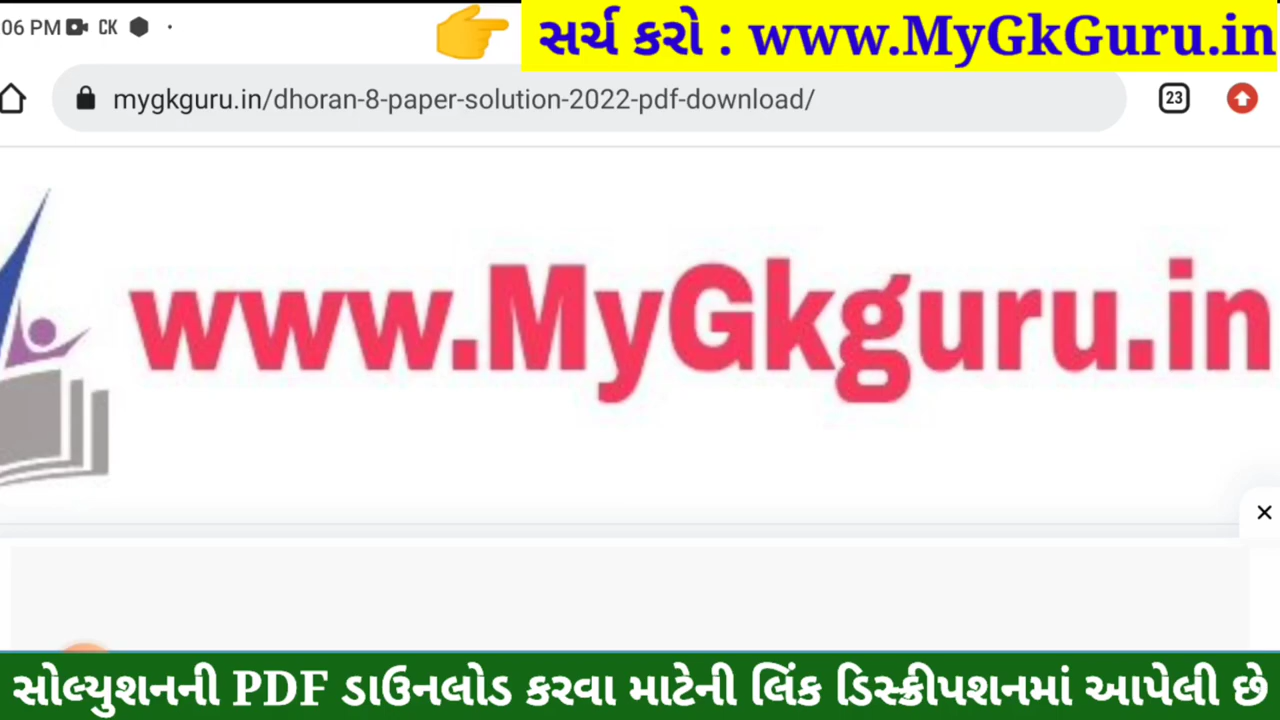 06 PM CK
👉 સર્ચ કરો : www.MyGkGuru.in
mygkguru.in/dhoran-8-paper-solution-2022-pdf-download/
23
www.MyGkguru.in
સોલ્યુશનની PDF ડાઉનલોડ કરવા માટેની લિંક ડિસ્ક્રીપશનમાં આપેલી છે